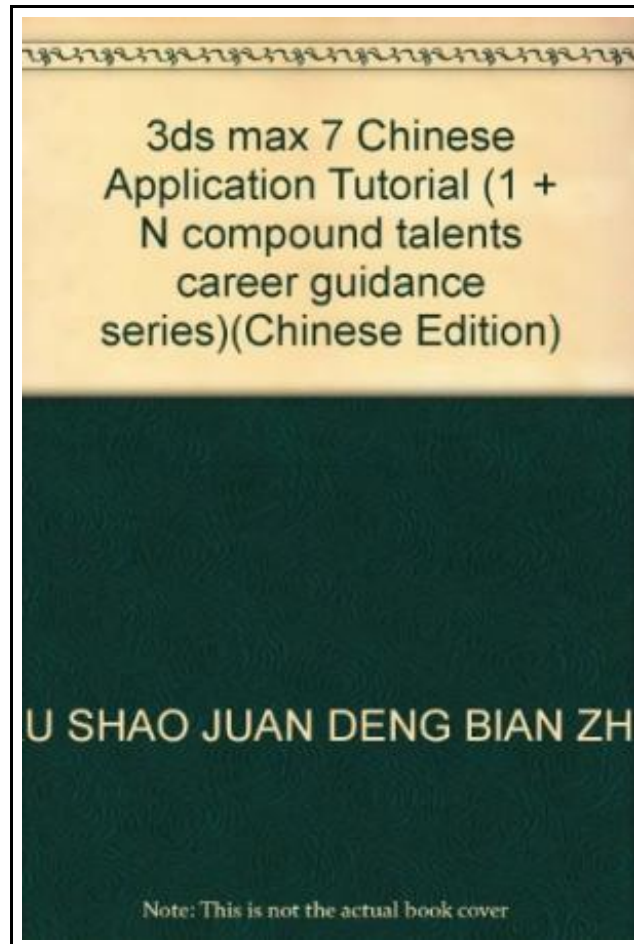 3ds max 7 Chinese
Application Tutorial (1 +
N compound talents
career guidance
series)(Chinese Edition)
U SHAO JUAN DENG BIAN ZH
Note: This is not the actual book cover